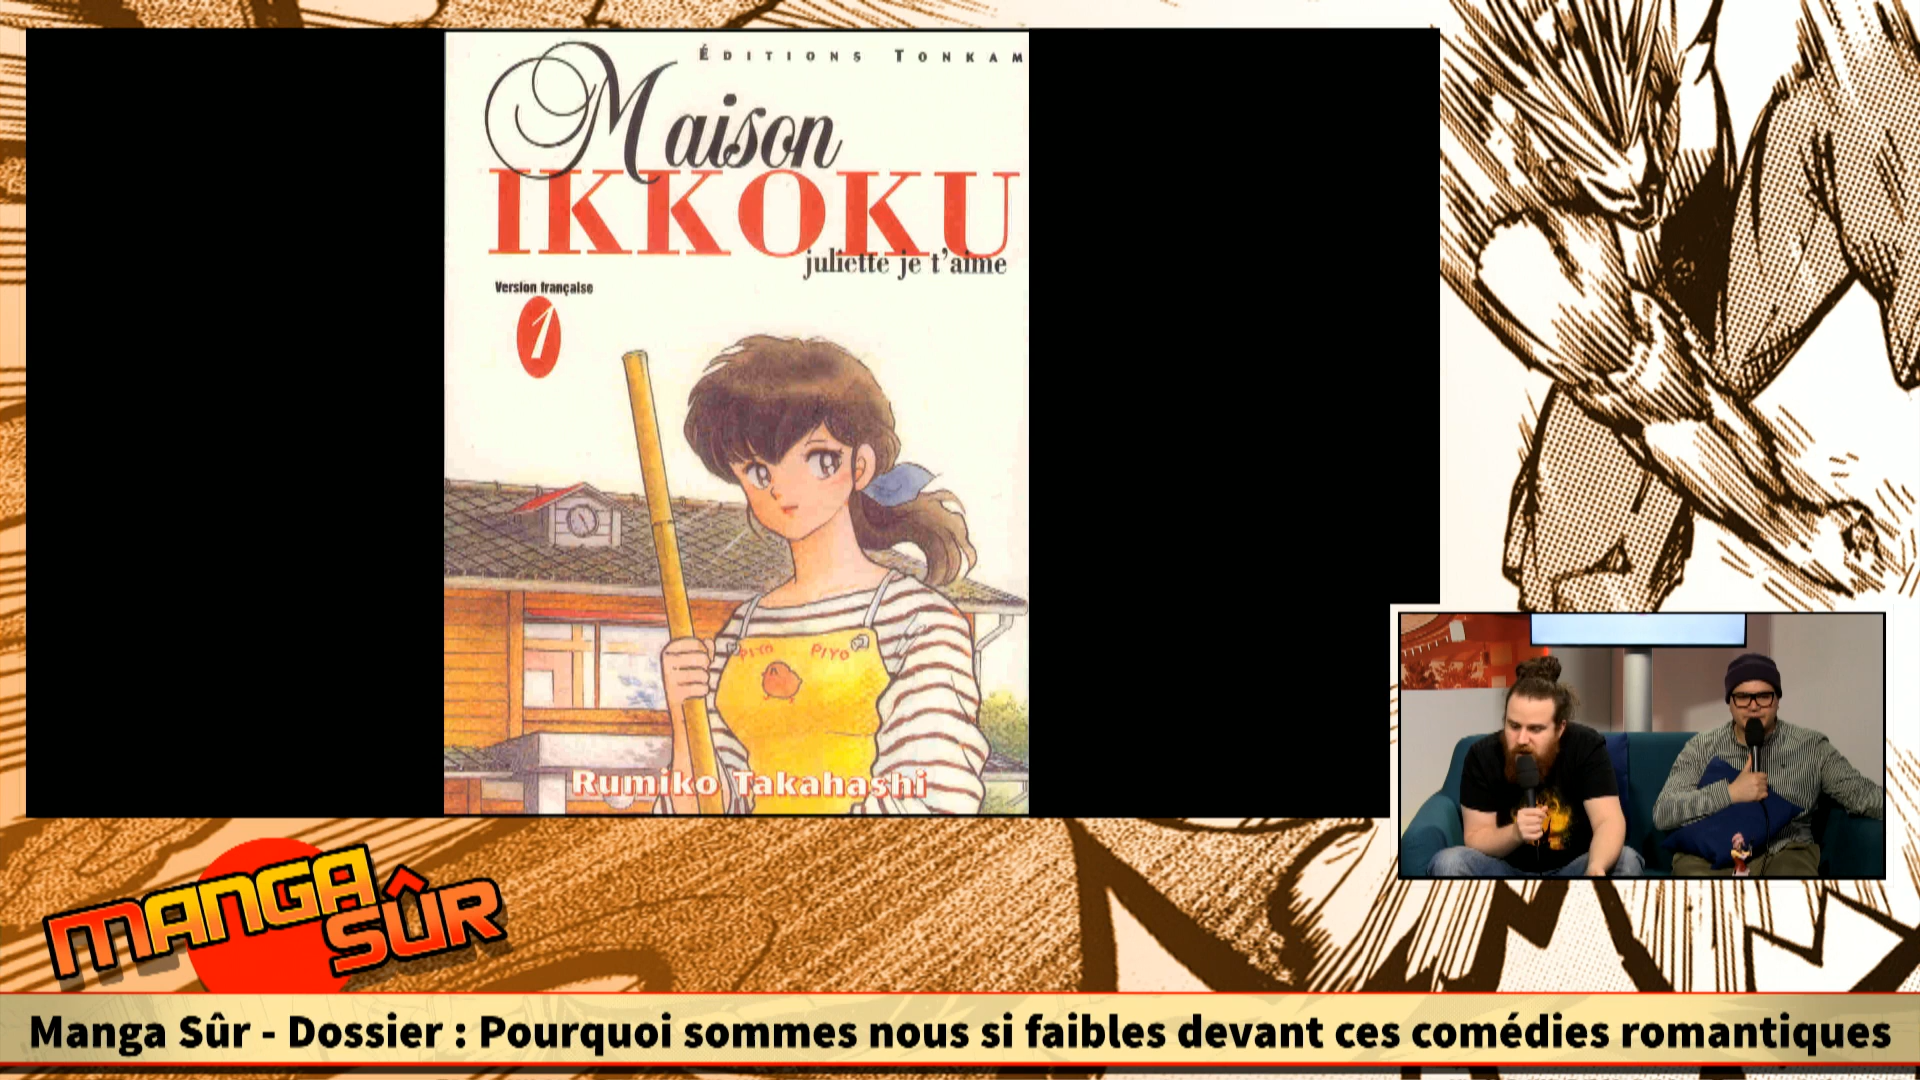 ÉDITIONS TONKAM
Maison
IKKOKU
juliette je t'aime
Version française
1
PIYO PIYO
Rumiko Takahashi
MANGA
SÛR
Manga Sûr - Dossier : Pourquoi sommes nous si faibles devant ces comédies romantiques